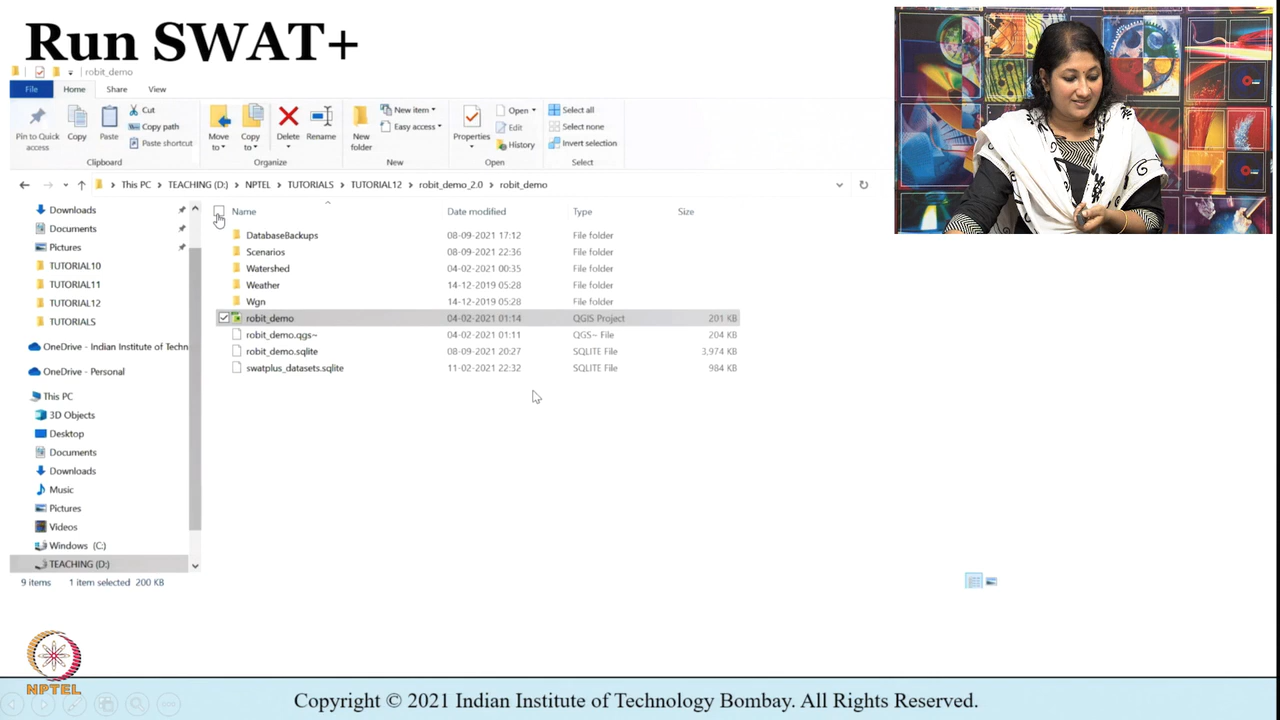 Run SWAT+
robit_demo
File Home Share View
Pin to Quick access
Copy
Paste
Cut
Copy path
Paste shortcut
Move to
Copy to
Delete
Rename
New folder
New item
Easy access
Properties
Open
Edit
History
Select all
Select none
Invert selection
Clipboard Organize New Open Select
This PC TEACHING (D:) NPTEL TUTORIALS TUTORIAL12 robit_demo_2.0 robit_demo
Downloads
Documents
Pictures
TUTORIAL10
TUTORIAL11
TUTORIAL12
TUTORIALS
OneDrive - Indian Institute of Techn
OneDrive - Personal
This PC
3D Objects
Desktop
Documents
Downloads
Music
Pictures
Videos
Windows (C:)
TEACHING (D:)
Name Date modified Type Size
DatabaseBackups 08-09-2021 17:12 File folder
Scenarios 08-09-2021 22:36 File folder
Watershed 04-02-2021 00:35 File folder
Weather 14-12-2019 05:28 File folder
Wgn 14-12-2019 05:28 File folder
robit_demo 04-02-2021 01:14 QGIS Project 201 KB
robit_demo.qgs~ 04-02-2021 01:11 QGS~ File 204 KB
robit_demo.sqlite 08-09-2021 20:27 SQLITE File 3,974 KB
swatplus_datasets.sqlite 11-02-2021 22:32 SQLITE File 984 KB
9 items 1 item selected 200 KB
NPTEL
Copyright © 2021 Indian Institute of Technology Bombay. All Rights Reserved.